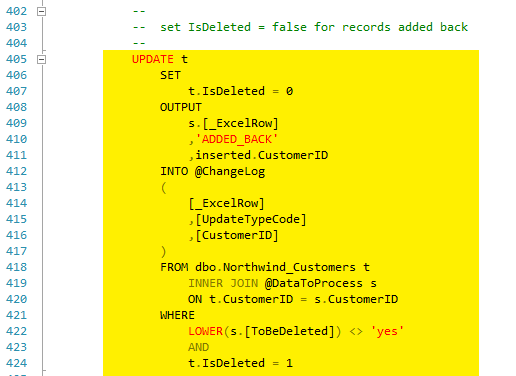 402 --
403 -- set IsDeleted = false for records added back
404 --
405 UPDATE t
406 SET
407 t.IsDeleted = 0
408 OUTPUT
409 s.[_ExcelRow]
410 ,'ADDED_BACK'
411 ,inserted.CustomerID
412 INTO @ChangeLog
413 (
414 [_ExcelRow]
415 ,[UpdateTypeCode]
416 ,[CustomerID]
417 )
418 FROM dbo.Northwind_Customers t
419 INNER JOIN @DataToProcess s
420 ON t.CustomerID = s.CustomerID
421 WHERE
422 LOWER(s.[ToBeDeleted]) <> 'yes'
423 AND
424 t.IsDeleted = 1